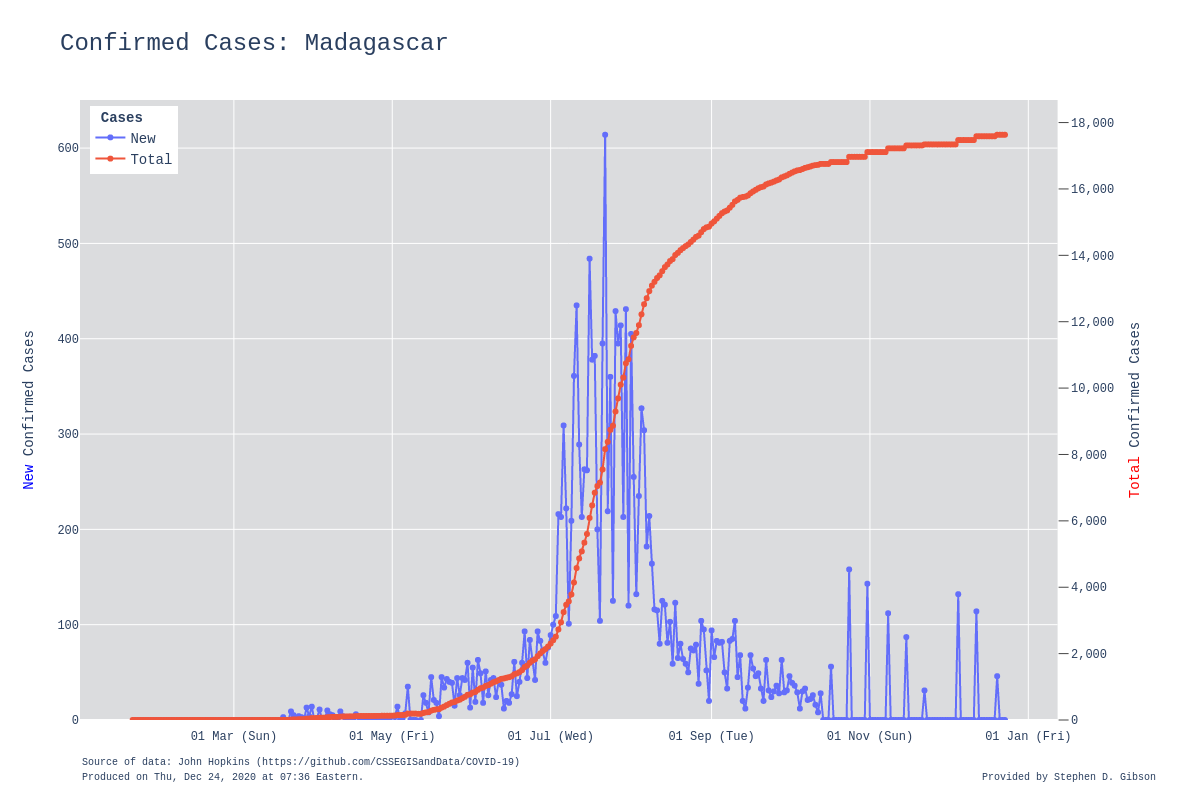 Confirmed Cases: Madagascar
Cases
New
Total
600
500
400
300
200
100
0
New Confirmed Cases
18,000
16,000
14,000
12,000
10,000
8,000
6,000
4,000
2,000
0
Total Confirmed Cases
01 Mar (Sun) 01 May (Fri) 01 Jul (Wed) 01 Sep (Tue) 01 Nov (Sun) 01 Jan (Fri)
Source of data: John Hopkins (https://github.com/CSSEGISandData/COVID-19)
Produced on Thu, Dec 24, 2020 at 07:36 Eastern.
Provided by Stephen D. Gibson